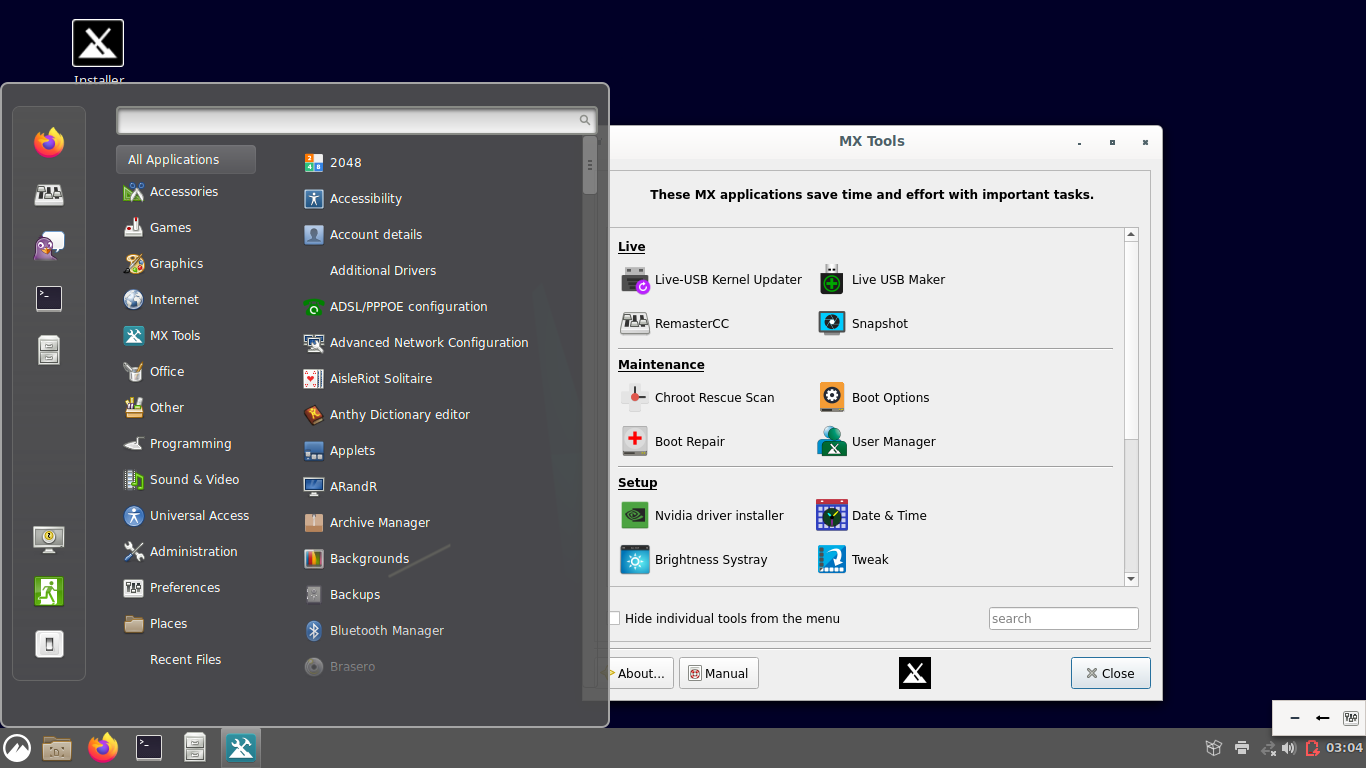 Installer
All Applications
Accessories
Games
Graphics
Internet
MX Tools
Office
Other
Programming
Sound & Video
Universal Access
Administration
Preferences
Places
Recent Files
2048
Accessibility
Account details
Additional Drivers
ADSL/PPPOE configuration
Advanced Network Configuration
AisleRiot Solitaire
Anthy Dictionary editor
Applets
ARandR
Archive Manager
Backgrounds
Backups
Bluetooth Manager
Brasero
MX Tools
These MX applications save time and effort with important tasks.
Live
Live-USB Kernel Updater
Live USB Maker
RemasterCC
Snapshot
Maintenance
Chroot Rescue Scan
Boot Options
Boot Repair
User Manager
Setup
Nvidia driver installer
Date & Time
Brightness Systray
Tweak
Hide individual tools from the menu
search
About...
Manual
Close
03:04